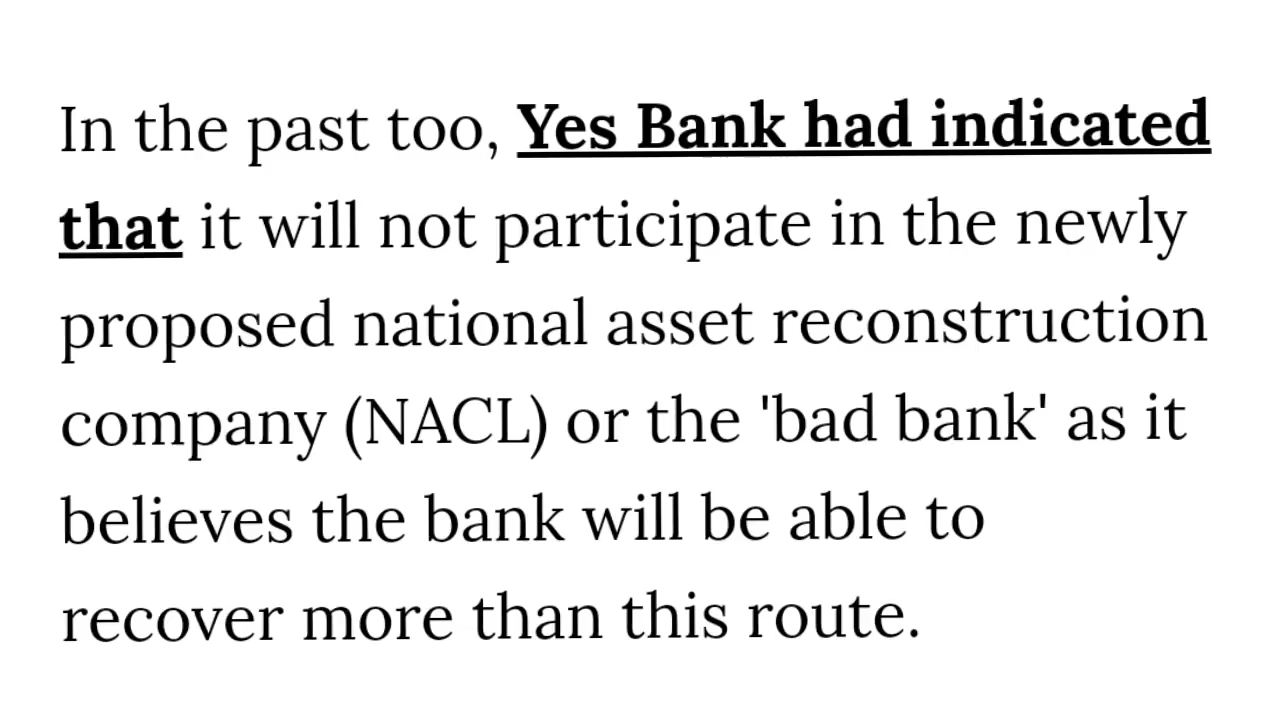 In the past too, Yes Bank had indicated
that it will not participate in the newly
proposed national asset reconstruction
company (NACL) or the 'bad bank' as it
believes the bank will be able to
recover more than this route.